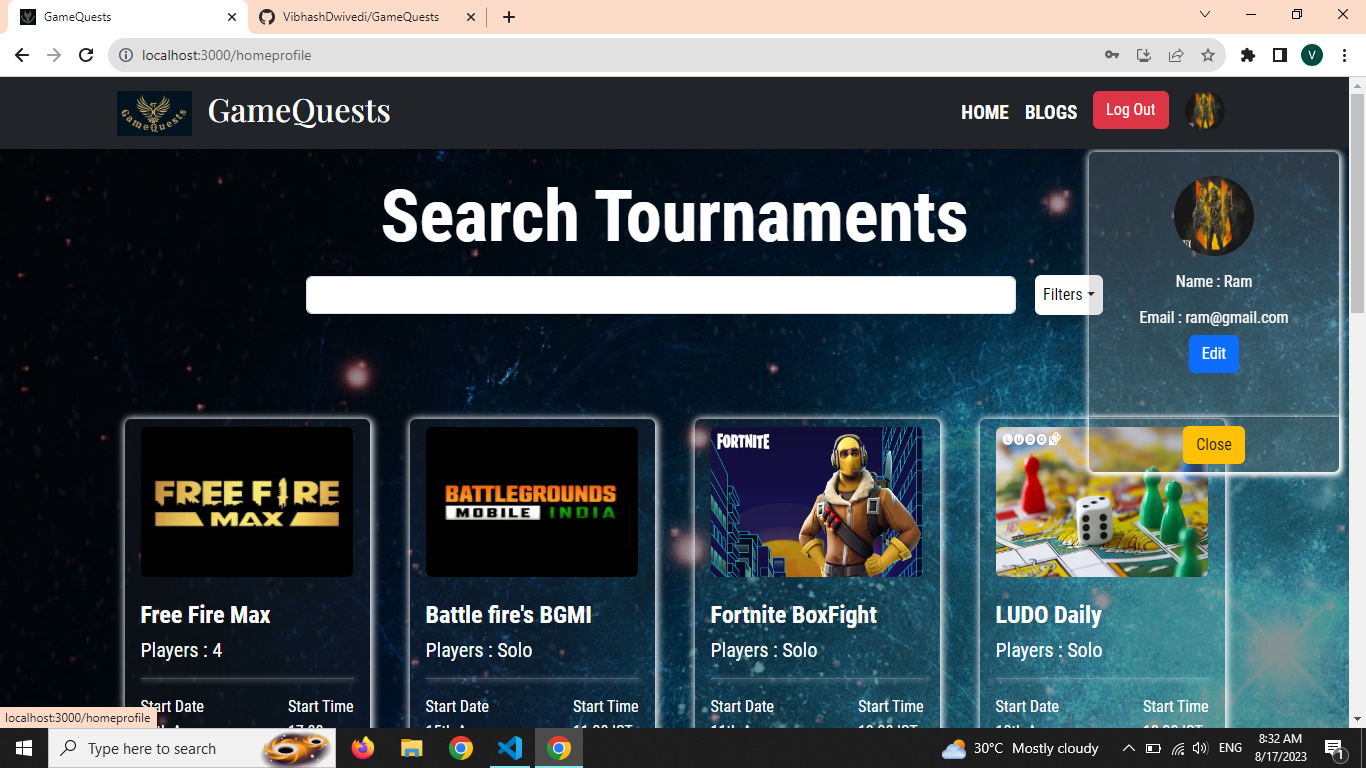 GameQuests
VibhashDwivedi/GameQuests
localhost:3000/homeprofile
V
GameQuests
GameQuests
HOME
BLOGS
Log Out
Search Tournaments
Filters
Name : Ram
Email : ram@gmail.com
Edit
Close
FREE FIRE
MAX
BATTLEGROUNDS
MOBILE INDIA
FORTNITE
LUDO
Free Fire Max
Battle fire's BGMI
Fortnite BoxFight
LUDO Daily
Players : 4
Players : Solo
Players : Solo
Players : Solo
Start Date Start Time
Start Date Start Time
Start Date Start Time
Start Date Start Time
localhost:3000/homeprofile
Type here to search
30°C Mostly cloudy
ENG
8:32 AM
8/17/2023
1